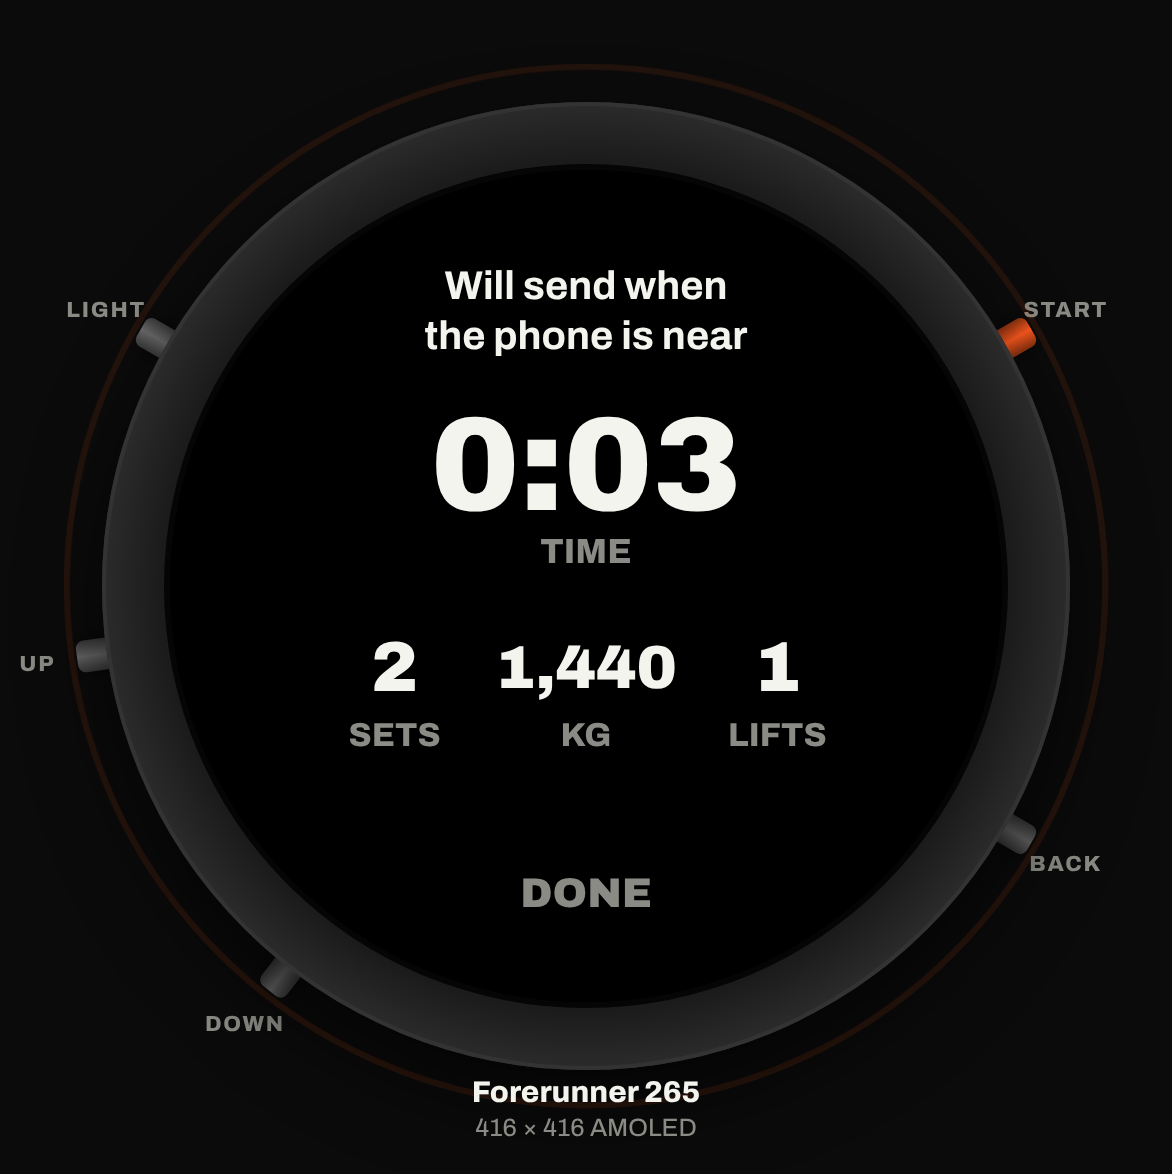 Will send when
the phone is near
LIGHT
START
0:03
TIME
UP
2 1,440 1
SETS KG LIFTS
BACK
DONE
DOWN
Forerunner 265
416 × 416 AMOLED